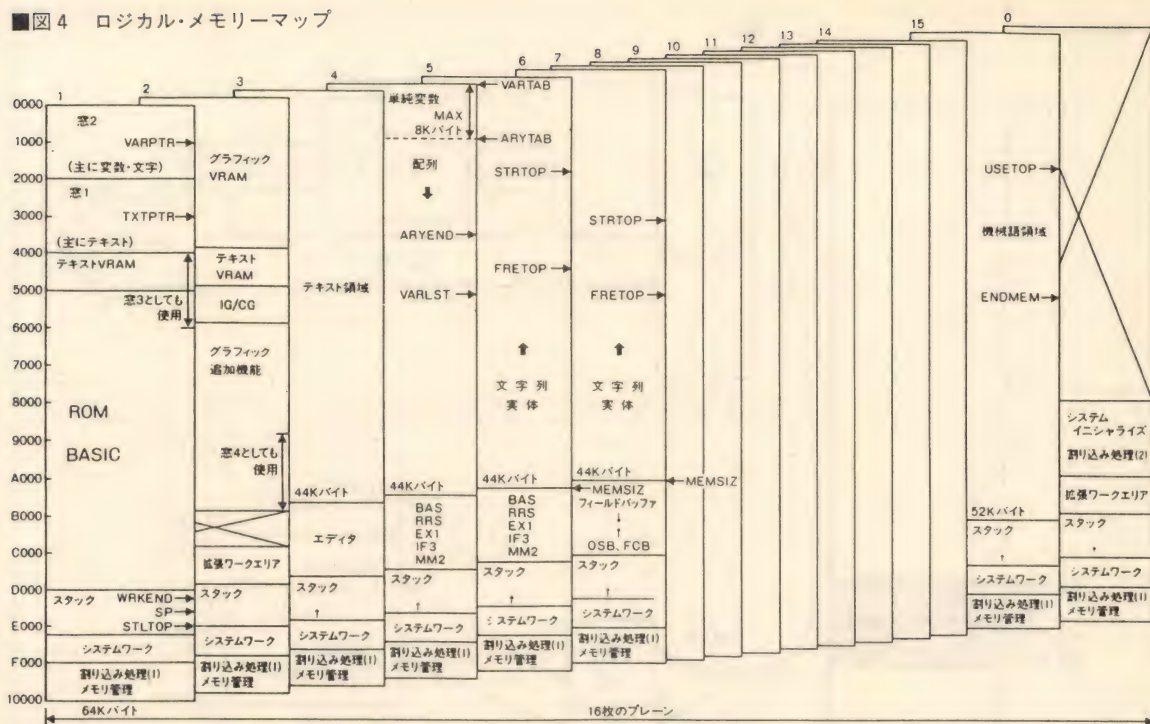 ■図4 ロジカル・メモリーマップ
1
2
3
4
5
6
7
8
9
10
11
12
13
14
15
0
0000
1000
2000
3000
4000
5000
6000
7000
8000
9000
A000
B000
C000
D000
E000
F000
10000
窓2
VARPTR→
(主に変数・文字)
窓1
TXTPTR→
(主にテキスト)
テキストVRAM
窓3としても
使用
ROM
BASIC
スタック
WRKEND→
SP→
STLTOP→
システムワーク
割り込み処理(1)
メモリ管理
64Kバイト
グラフィック
VRAM
テキスト
VRAM
IG/CG
グラフィック
追加機能
窓4としても
使用
拡張ワークエリア
スタック
システムワーク
割り込み処理(1)
メモリ管理
テキスト領域
44Kバイト
エディタ
スタック
↑
システムワーク
割り込み処理(1)
メモリ管理
単純変数
MAX
8Kバイト
←VARTAB
←ARYTAB
配列
↓
ARYEND→
VARLST→
44Kバイト
BAS
RRS
EX1
IF3
MM2
スタック
↑
システムワーク
割り込み処理(1)
メモリ管理
STRTOP→
FRETOP→
↑
文字列
実体
44Kバイト
←MEMSIZ
BAS
RRS
EX1
IF3
MM2
スタック
↑
システムワーク
割り込み処理(1)
メモリ管理
STRTOP→
FRETOP→
↑
文字列
実体
44Kバイト
←MEMSIZ
フィールドバッファ
↓
↑
OSB、FCB
スタック
システムワーク
割り込み処理(1)
メモリ管理
USETOP→
機械語領域
ENDMEM→
52Kバイト
スタック
↑
システムワーク
割り込み処理(1)
メモリ管理
システム
イニシャライズ
割り込み処理(2)
拡張ワークエリア
スタック
↑
システムワーク
割り込み処理(1)
メモリ管理
16枚のプレーン